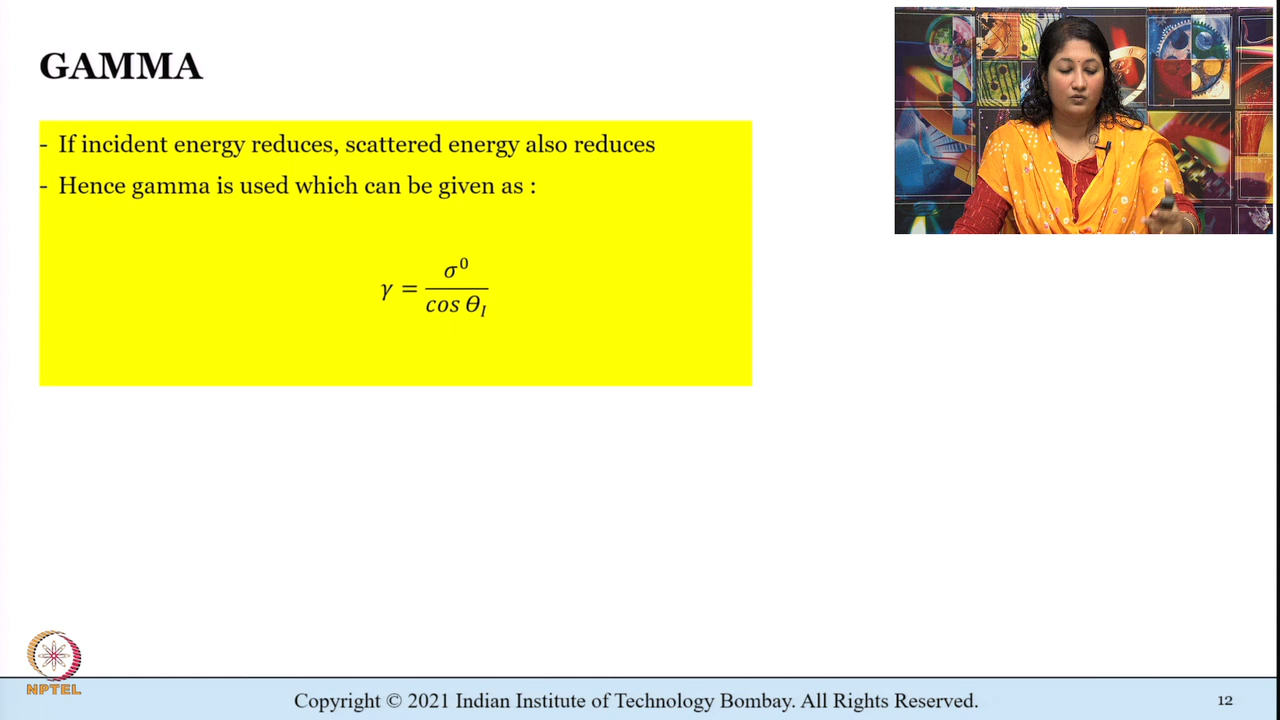 GAMMA
- If incident energy reduces, scattered energy also reduces
- Hence gamma is used which can be given as :
γ = σ⁰ / cos θ_I
NPTEL
Copyright © 2021 Indian Institute of Technology Bombay. All Rights Reserved.
12